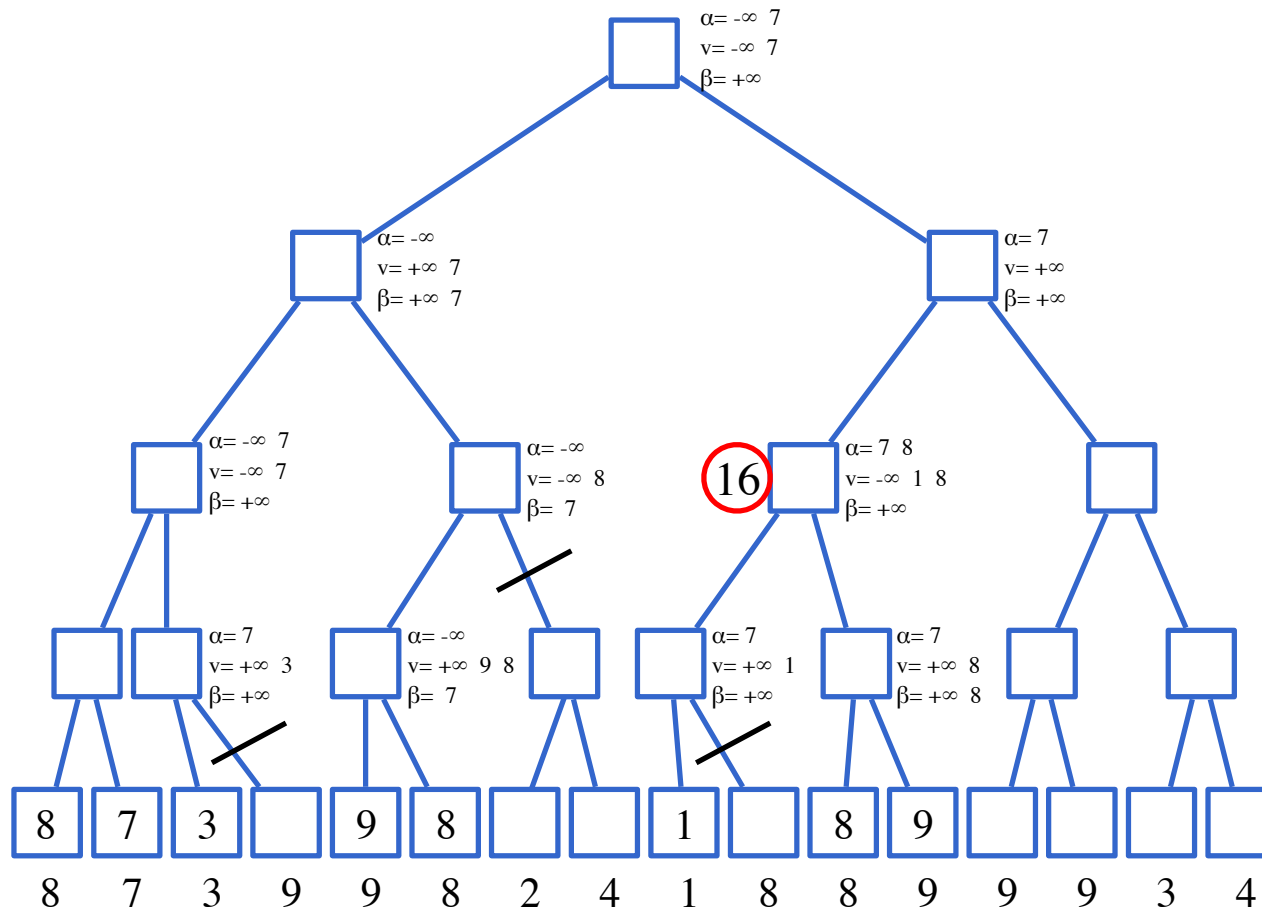 α= -∞ 7
v= -∞ 7
β= +∞
α= -∞
v= +∞ 7
β= +∞ 7
α= 7
v= +∞
β= +∞
α= -∞ 7
v= -∞ 7
β= +∞
α= -∞
v= -∞ 8
β= 7
16
α= 7 8
v= -∞ 1 8
β= +∞
α= 7
v= +∞ 3
β= +∞
α= -∞
v= +∞ 9 8
β= 7
α= 7
v= +∞ 1
β= +∞
α= 7
v= +∞ 8
β= +∞ 8
8 7 3 9 8 1 8 9
8 7 3 9 9 8 2 4 1 8 8 9 9 9 3 4